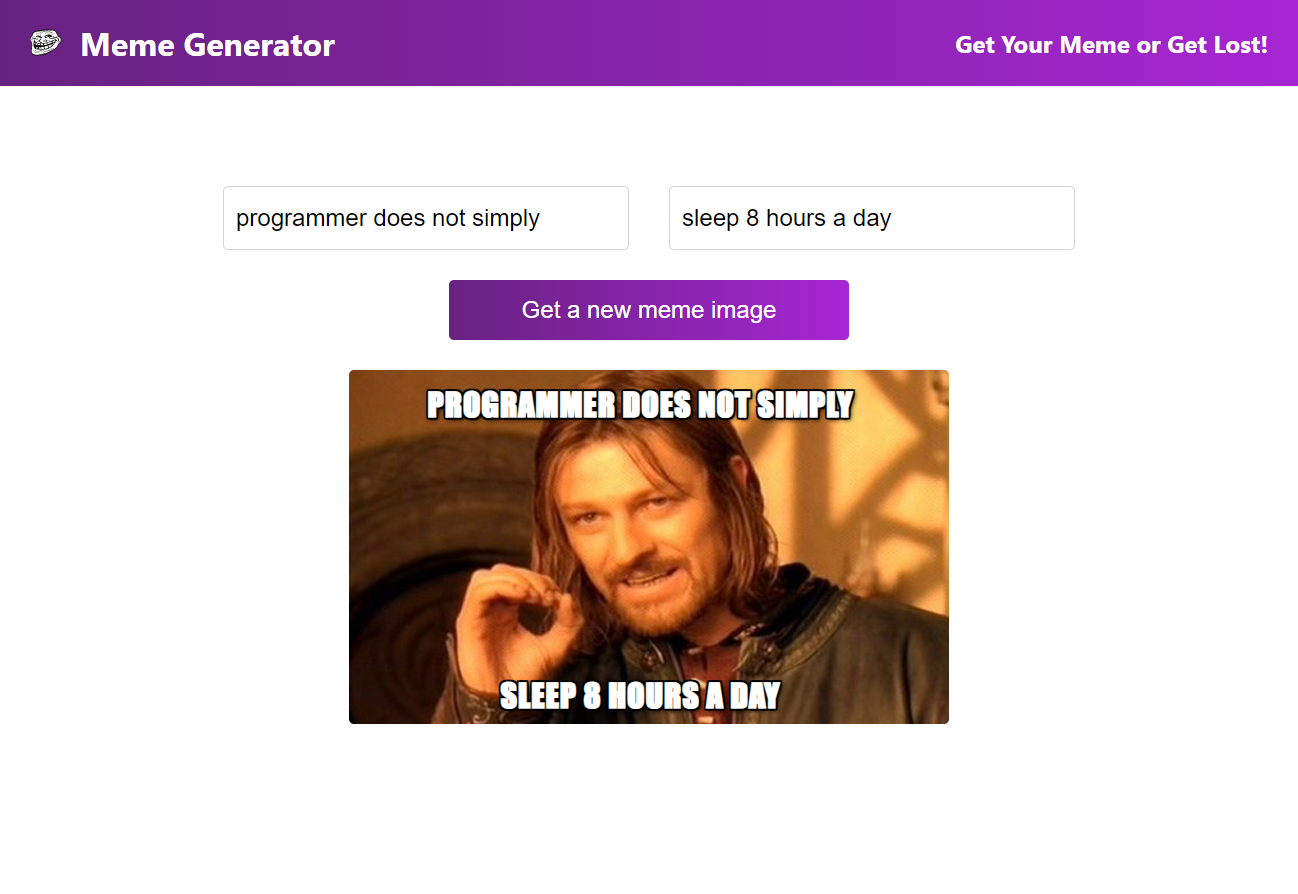 Meme Generator
Get Your Meme or Get Lost!
programmer does not simply
sleep 8 hours a day
Get a new meme image
PROGRAMMER DOES NOT SIMPLY
SLEEP 8 HOURS A DAY